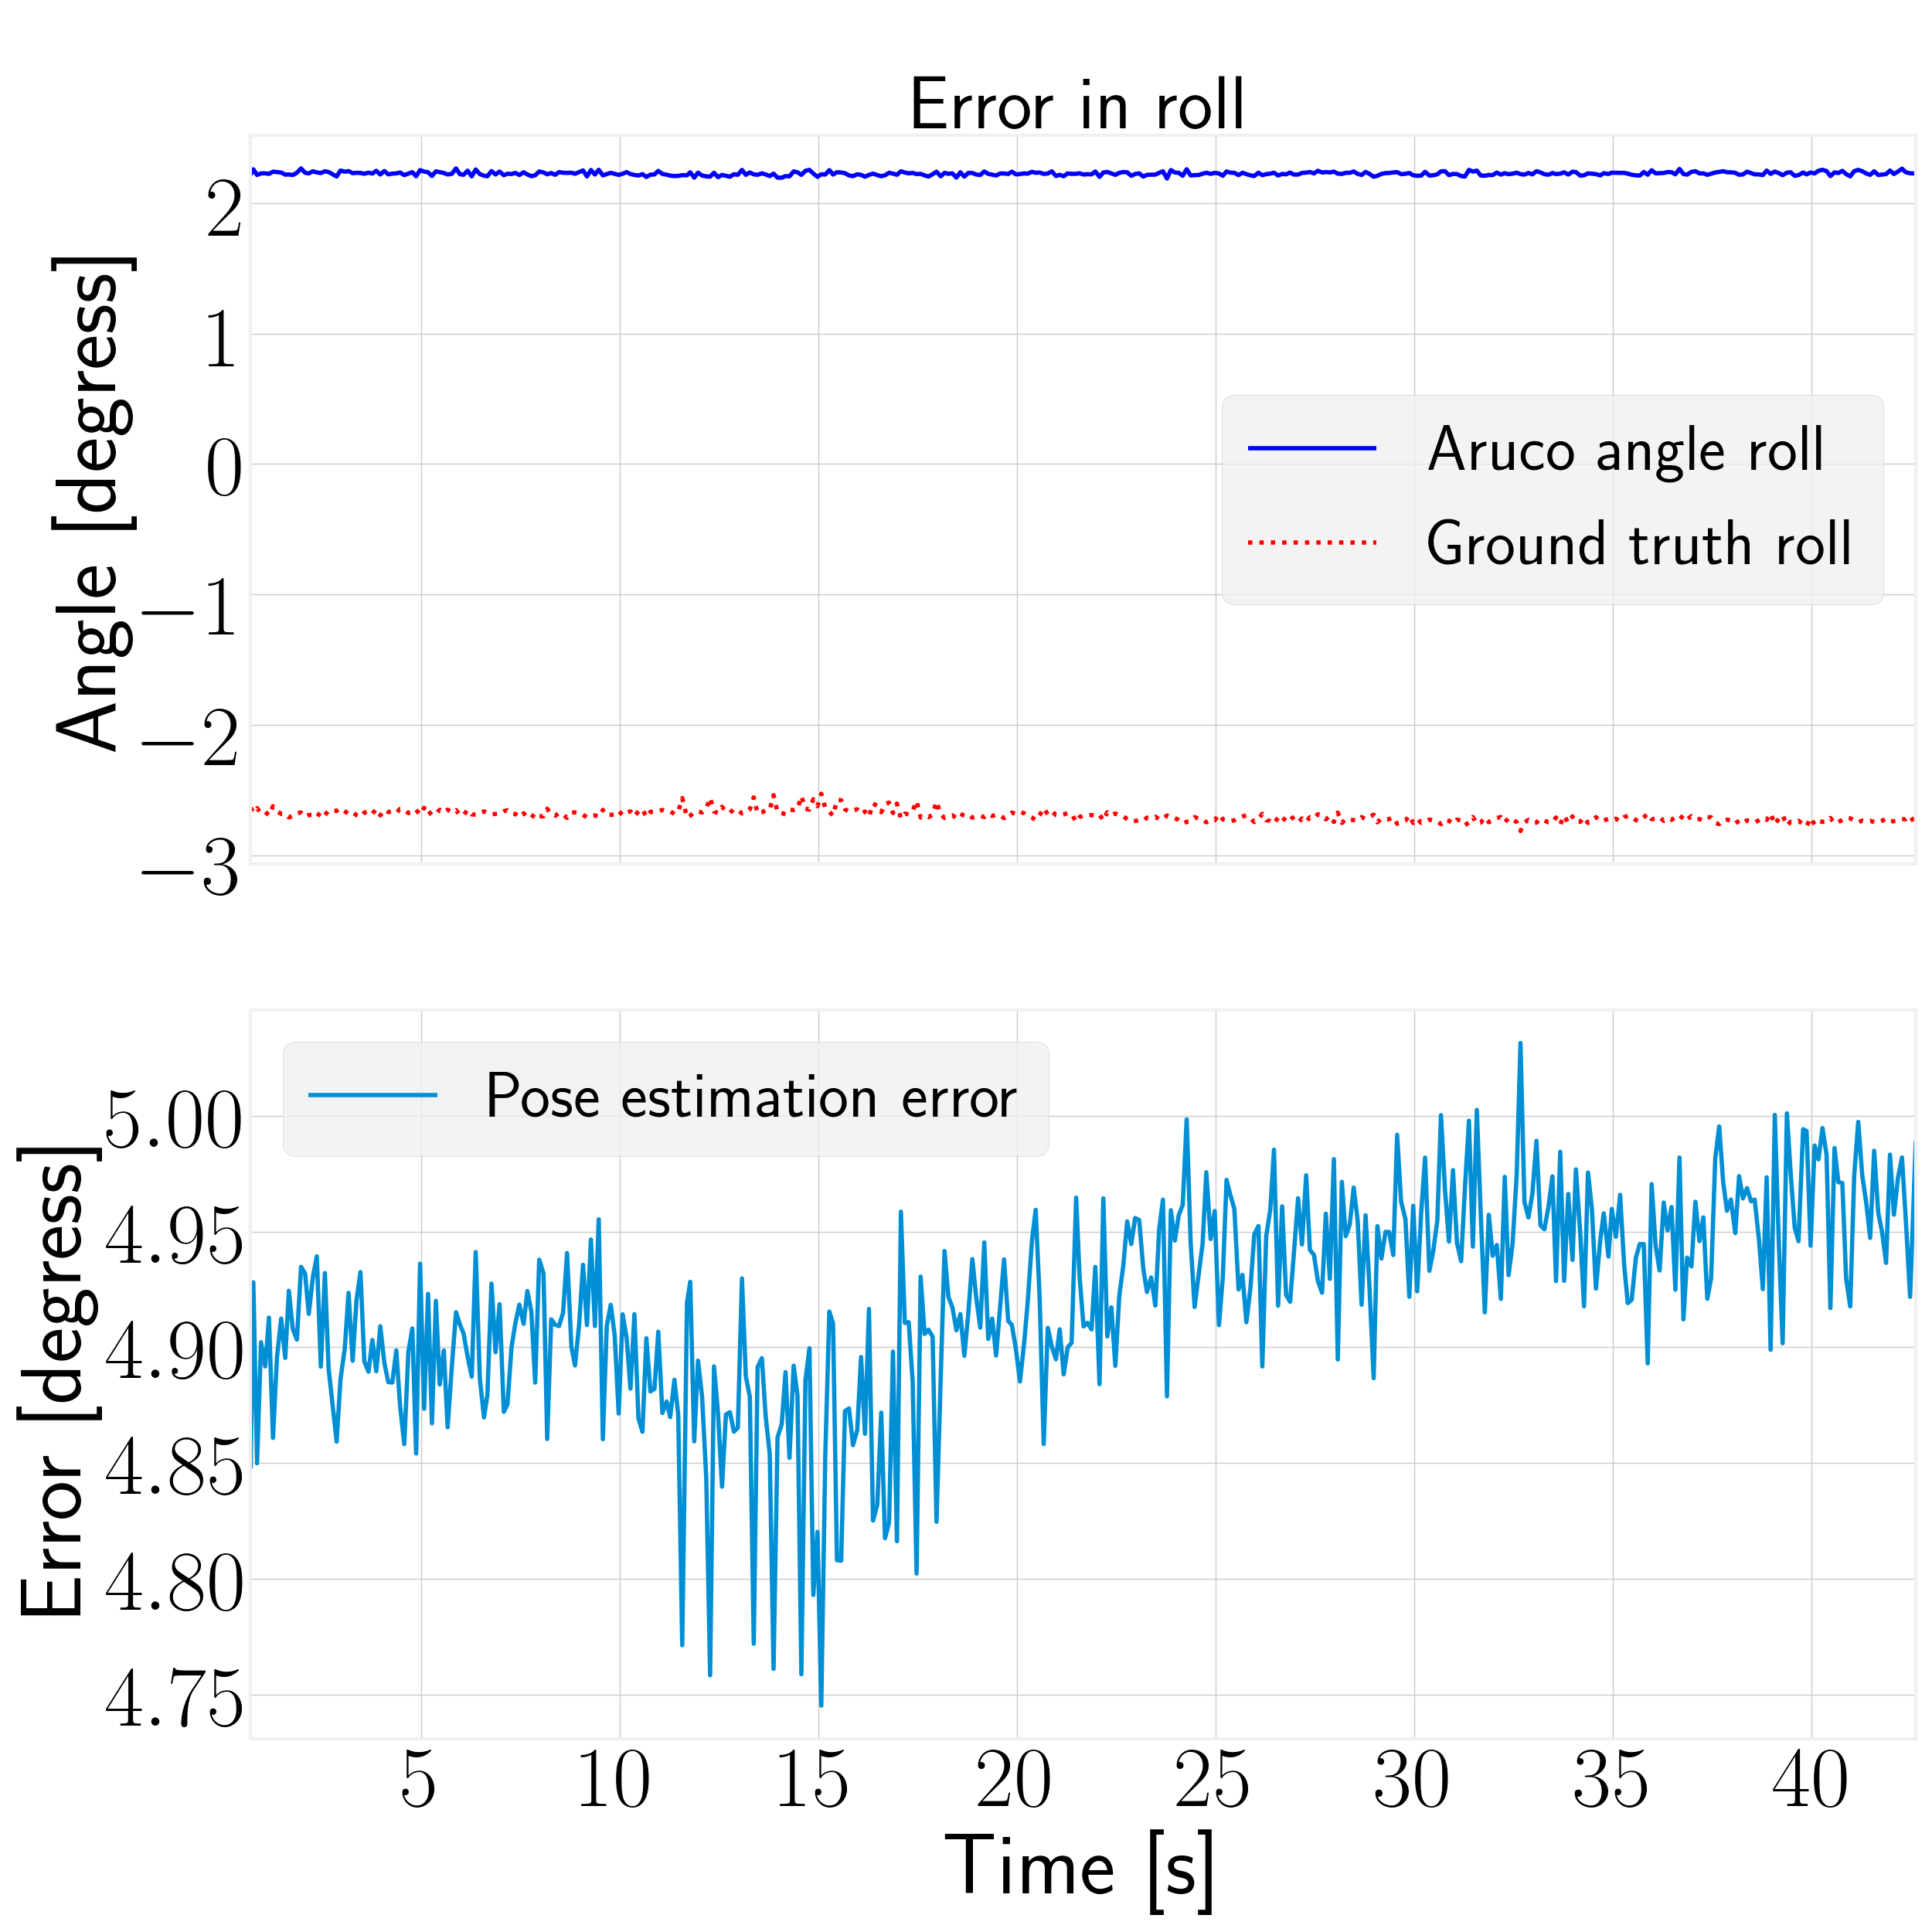 Error in roll
Angle [degress]
2
1
0
−1
−2
−3
Aruco angle roll
Ground truth roll
Error [degress]
5.00
4.95
4.90
4.85
4.80
4.75
Pose estimation error
5 10 15 20 25 30 35 40
Time [s]